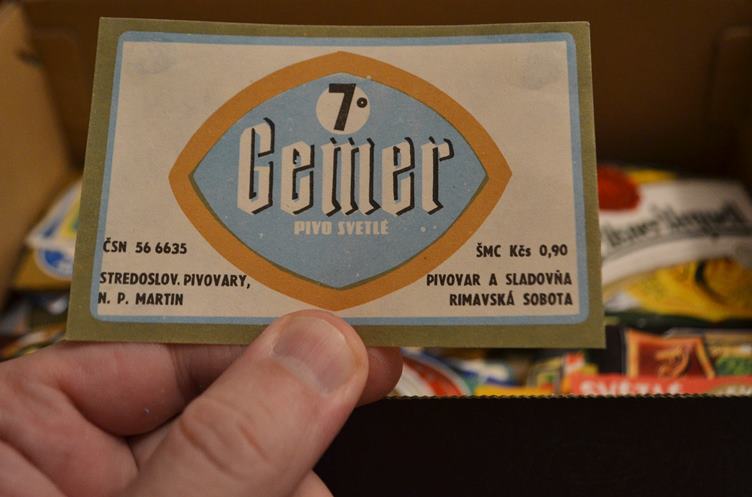 7°
Gemer
PIVO SVETLÉ
ČSN 56 6635
STREDOSLOV. PIVOVARY,
N. P. MARTIN
ŠMC Kčs 0,90
PIVOVAR A SLADOVŇA
RIMAVSKÁ SOBOTA